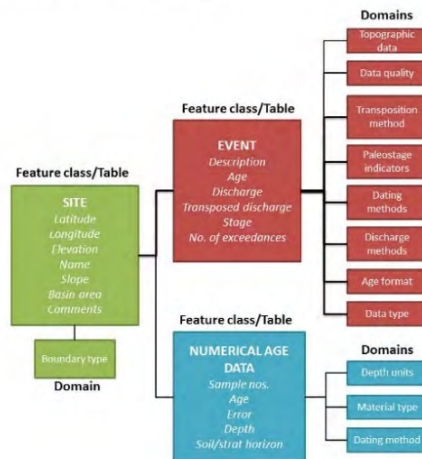 Domains
Topographic
data
Data quality
Transposition
method
Paleostage
indicators
Dating
methods
Discharge
methods
Age format
Data type
Feature class/Table
EVENT
Description
Age
Discharge
Transposed discharge
Stage
No. of exceedances
Feature class/Table
SITE
Latitude
Longitude
Elevation
Name
Slope
Basin area
Comments
Boundary type
Domain
Feature class/Table
NUMERICAL AGE
DATA
Sample nos.
Age
Error
Depth
Soil/strat horizon
Domains
Depth units
Material type
Dating method